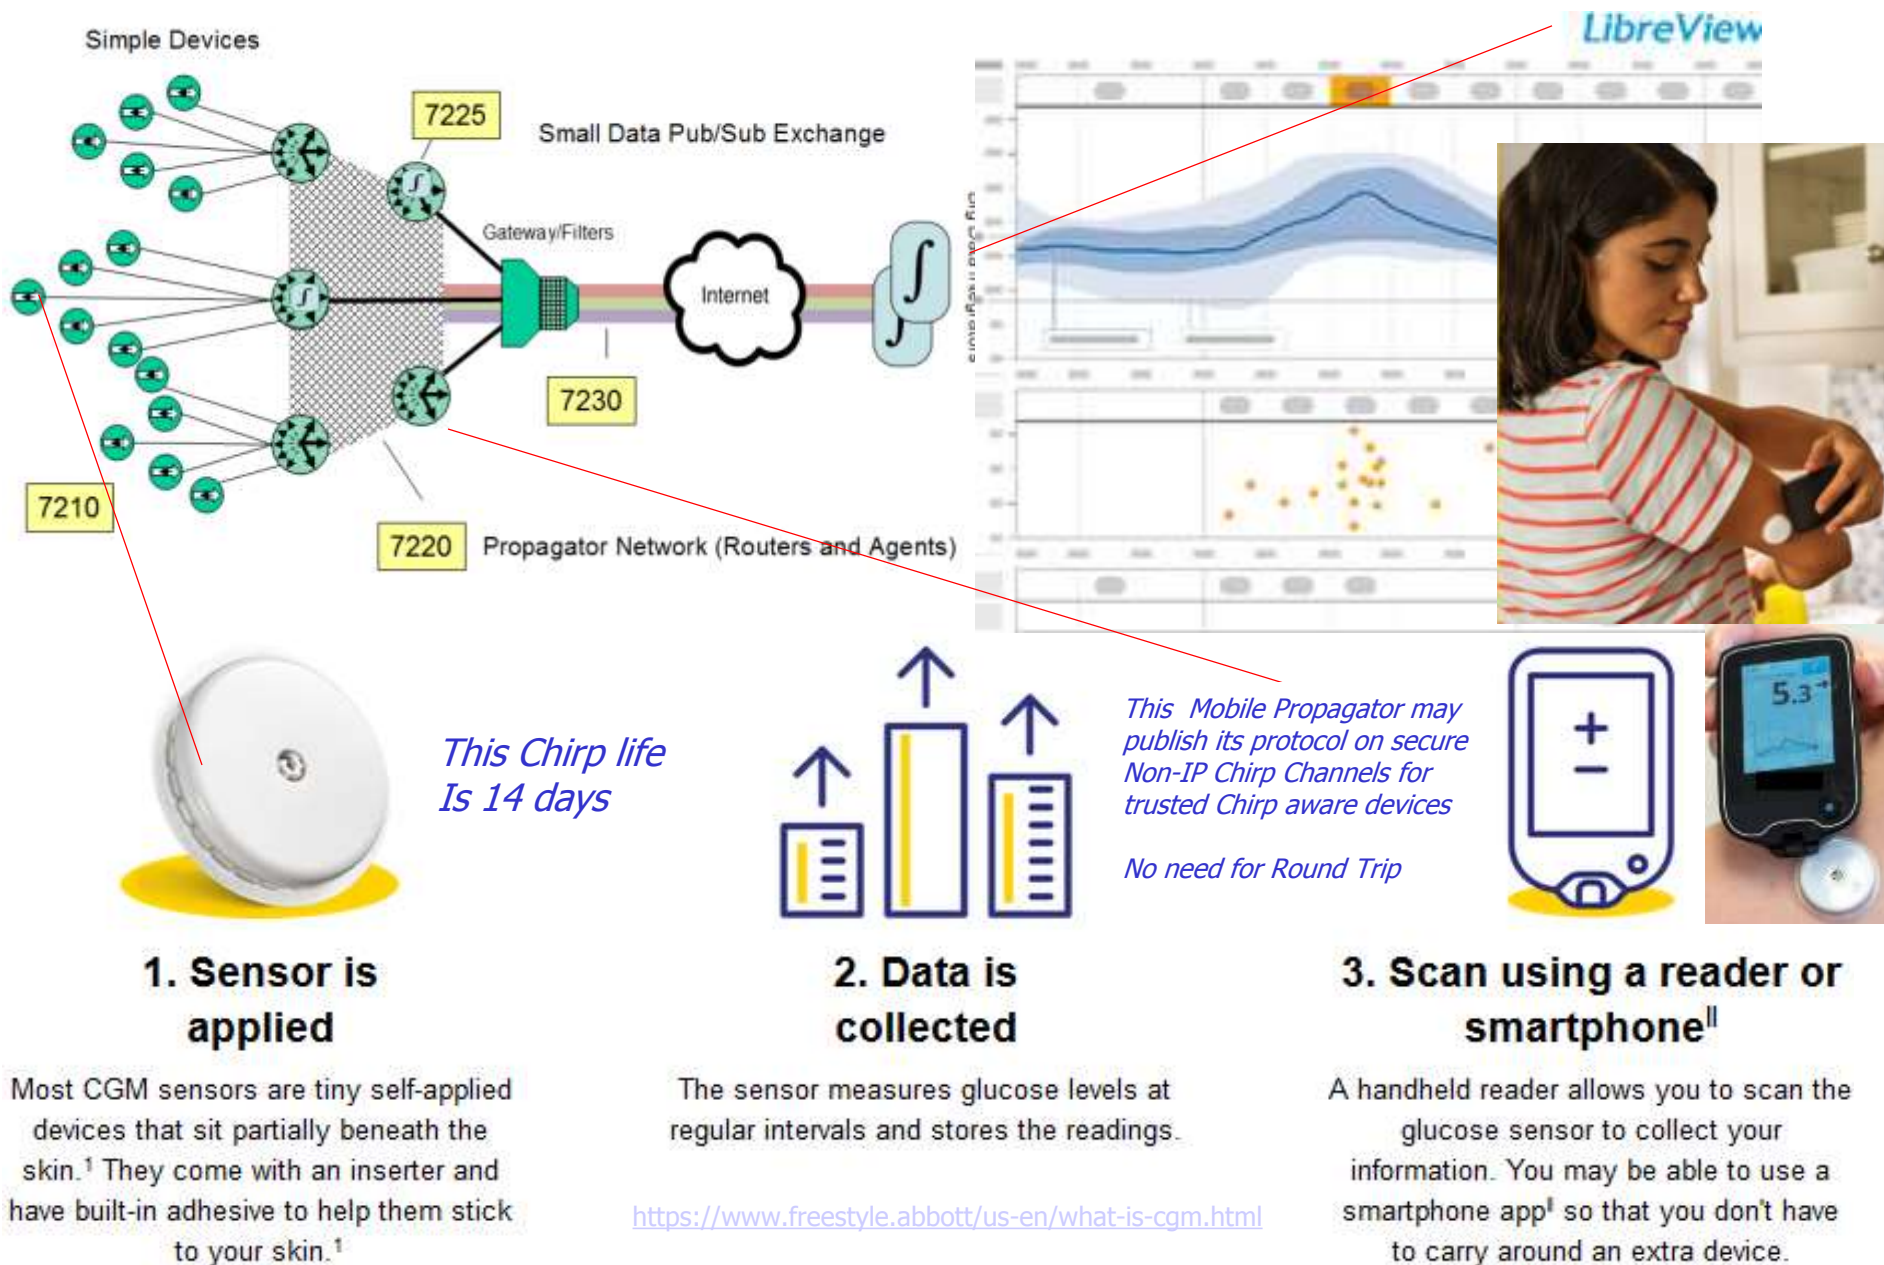 Simple Devices
LibreView
7225
Small Data Pub/Sub Exchange
Gateway/Filters
Internet
Big Data Integrators
7230
7210
7220
Propagator Network (Routers and Agents)
5.3
This Chirp life
Is 14 days
This Mobile Propagator may
publish its protocol on secure
Non-IP Chirp Channels for
trusted Chirp aware devices
No need for Round Trip
1. Sensor is
applied
Most CGM sensors are tiny self-applied
devices that sit partially beneath the
skin.¹ They come with an inserter and
have built-in adhesive to help them stick
to your skin.¹
2. Data is
collected
The sensor measures glucose levels at
regular intervals and stores the readings.
https://www.freestyle.abbott/us-en/what-is-cgm.html
3. Scan using a reader or
smartphone||
A handheld reader allows you to scan the
glucose sensor to collect your
information. You may be able to use a
smartphone app|| so that you don't have
to carry around an extra device.